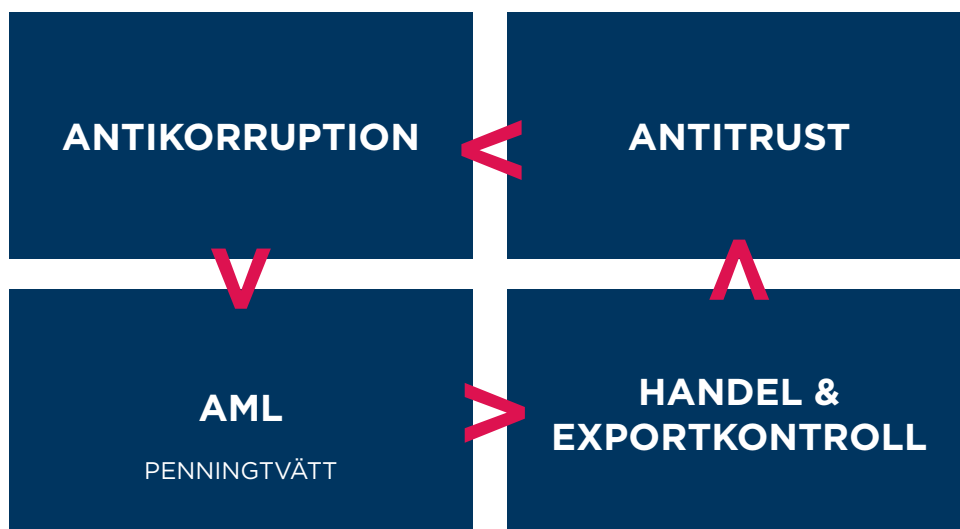 ANTIKORRUPTION
ANTITRUST
AML
PENNINGTVÄTT
HANDEL &
EXPORTKONTROLL